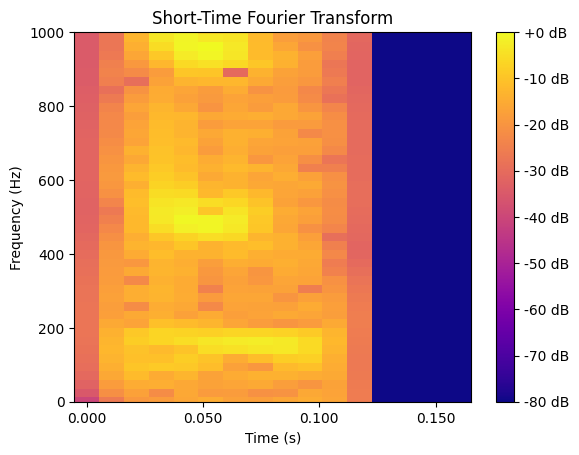 Short-Time Fourier Transform
1000
800
600
400
200
0
Frequency (Hz)
0.000
0.050
0.100
0.150
Time (s)
+0 dB
-10 dB
-20 dB
-30 dB
-40 dB
-50 dB
-60 dB
-70 dB
-80 dB